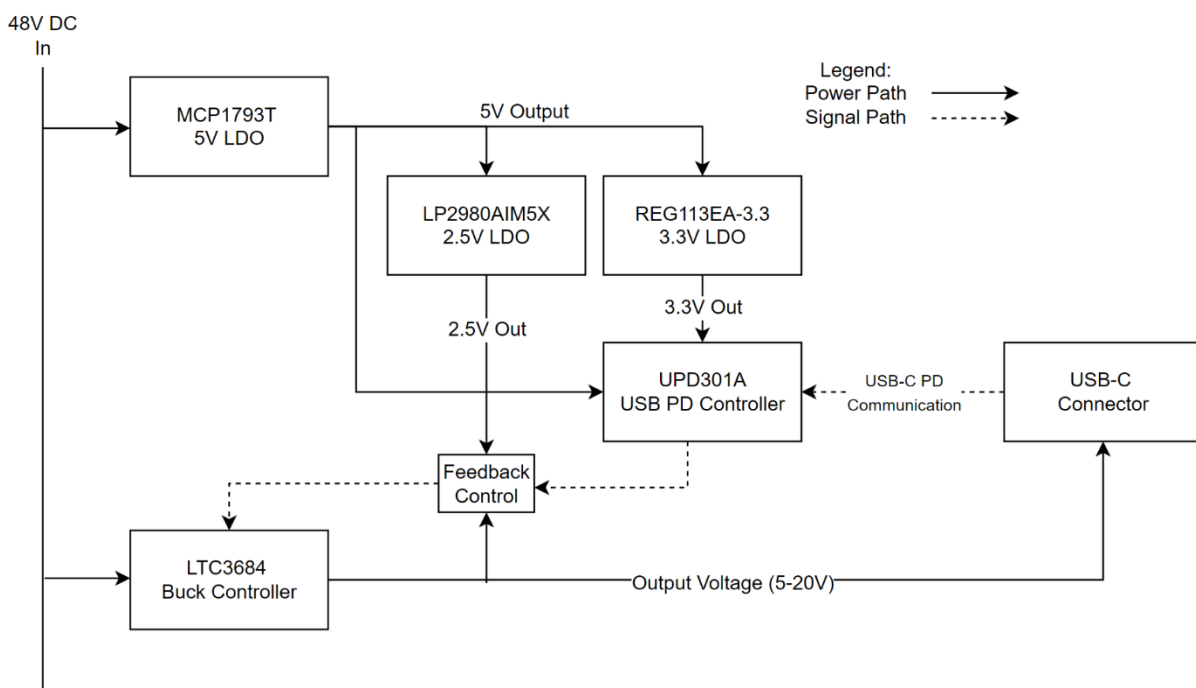 48V DC
In
MCP1793T
5V LDO
5V Output
Legend:
Power Path
Signal Path
LP2980AIM5X
2.5V LDO
REG113EA-3.3
3.3V LDO
2.5V Out
3.3V Out
UPD301A
USB PD Controller
USB-C PD
Communication
USB-C
Connector
Feedback
Control
LTC3684
Buck Controller
Output Voltage (5-20V)